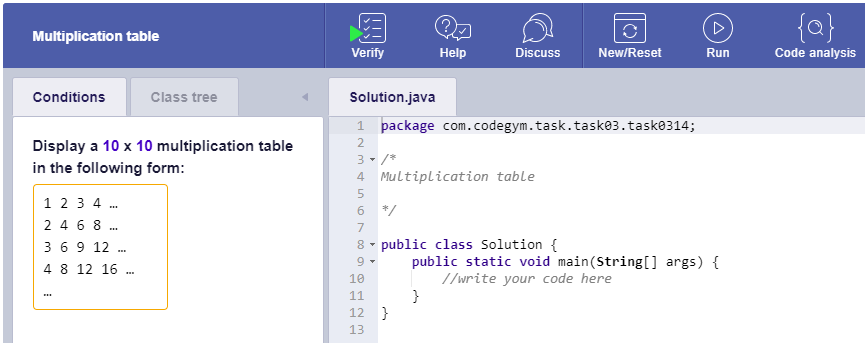 Multiplication table
Verify
Help
Discuss
New/Reset
Run
Code analysis
Conditions
Class tree
Display a 10 x 10 multiplication table
in the following form:
1 2 3 4 …
2 4 6 8 …
3 6 9 12 …
4 8 12 16 …
…
Solution.java
1 package com.codegym.task.task03.task0314;
2
3 /*
4 Multiplication table
5
6 */
7
8 public class Solution {
9     public static void main(String[] args) {
10         //write your code here
11     }
12 }
13